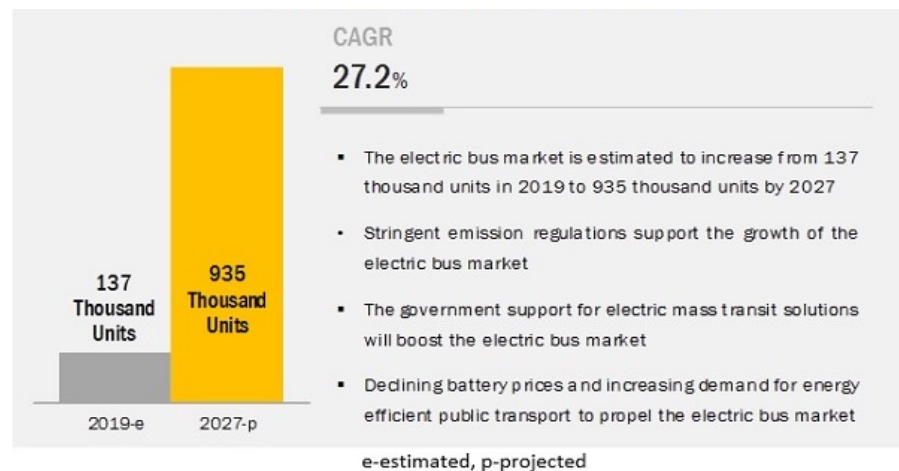 CAGR
27.2%
▪ The electric bus market is estimated to increase from 137
thousand units in 2019 to 935 thousand units by 2027
▪ Stringent emission regulations support the growth of the
electric bus market
▪ The government support for electric mass transit solutions
will boost the electric bus market
▪ Declining battery prices and increasing demand for energy
efficient public transport to propel the electric bus market
137
Thousand
Units
935
Thousand
Units
2019-e
2027-p
e-estimated, p-projected